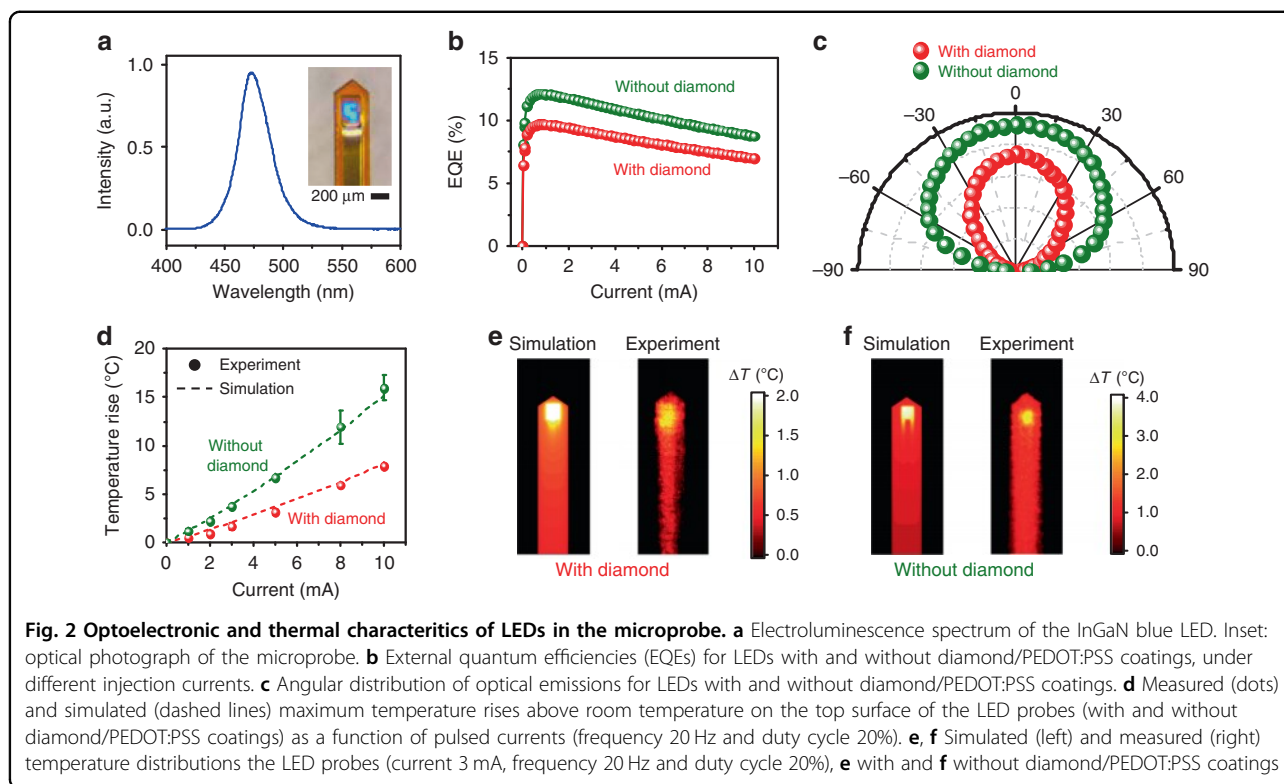 a
Intensity (a.u.)
1.0
0.5
0.0
400
450
500
550
600
Wavelength (nm)
200 μm
b
EQE (%)
15
10
5
0
Without diamond
With diamond
0
2
4
6
8
10
Current (mA)
c
With diamond
Without diamond
0
–30
30
–60
60
–90
90
d
Temperature rise (°C)
20
15
10
5
0
Experiment
Simulation
Without
diamond
With diamond
0
2
4
6
8
10
Current (mA)
e
Simulation
Experiment
ΔT (°C)
2.0
1.5
1.0
0.5
0.0
With diamond
f
Simulation
Experiment
ΔT (°C)
4.0
3.0
2.0
1.0
0.0
Without diamond
Fig. 2 Optoelectronic and thermal characteritics of LEDs in the microprobe. a Electroluminescence spectrum of the InGaN blue LED. Inset:
optical photograph of the microprobe. b External quantum efficiencies (EQEs) for LEDs with and without diamond/PEDOT:PSS coatings, under
different injection currents. c Angular distribution of optical emissions for LEDs with and without diamond/PEDOT:PSS coatings. d Measured (dots)
and simulated (dashed lines) maximum temperature rises above room temperature on the top surface of the LED probes (with and without
diamond/PEDOT:PSS coatings) as a function of pulsed currents (frequency 20 Hz and duty cycle 20%). e, f Simulated (left) and measured (right)
temperature distributions the LED probes (current 3 mA, frequency 20 Hz and duty cycle 20%), e with and f without diamond/PEDOT:PSS coatings